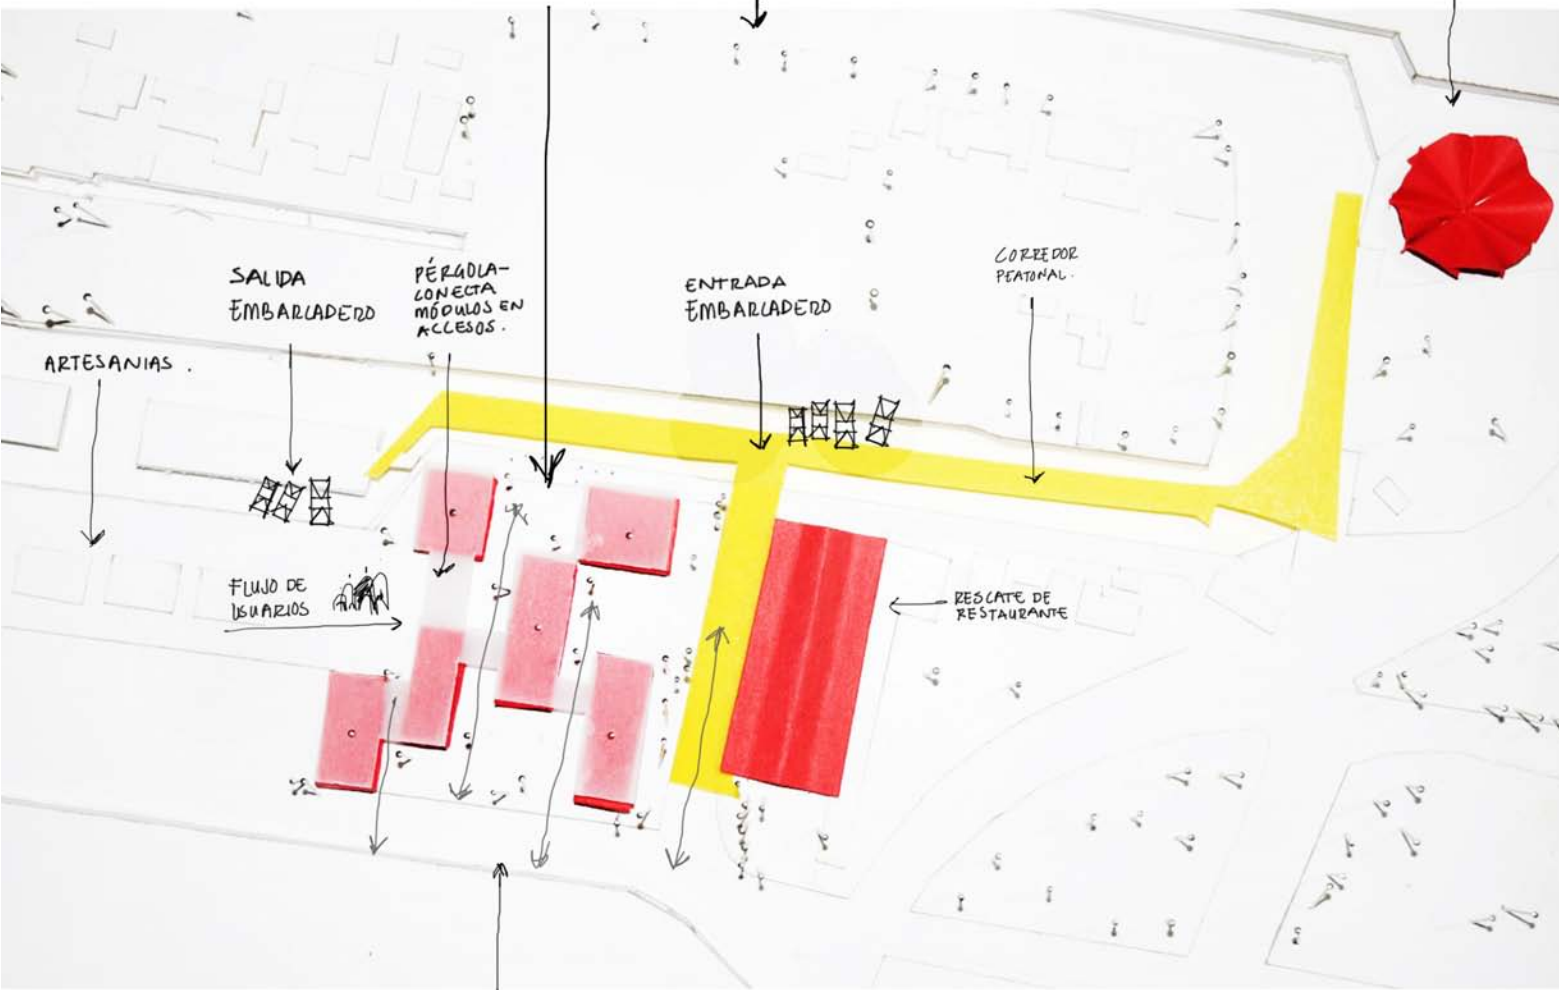 SALIDA
EMBARCADERO
PÉRGOLA-
CONECTA
MÓDULOS EN
ACCESOS.
ENTRADA
EMBARCADERO
CORREDOR
PEATONAL.
ARTESANIAS.
FLUJO DE
USUARIOS
RESCATE DE
RESTAURANTE